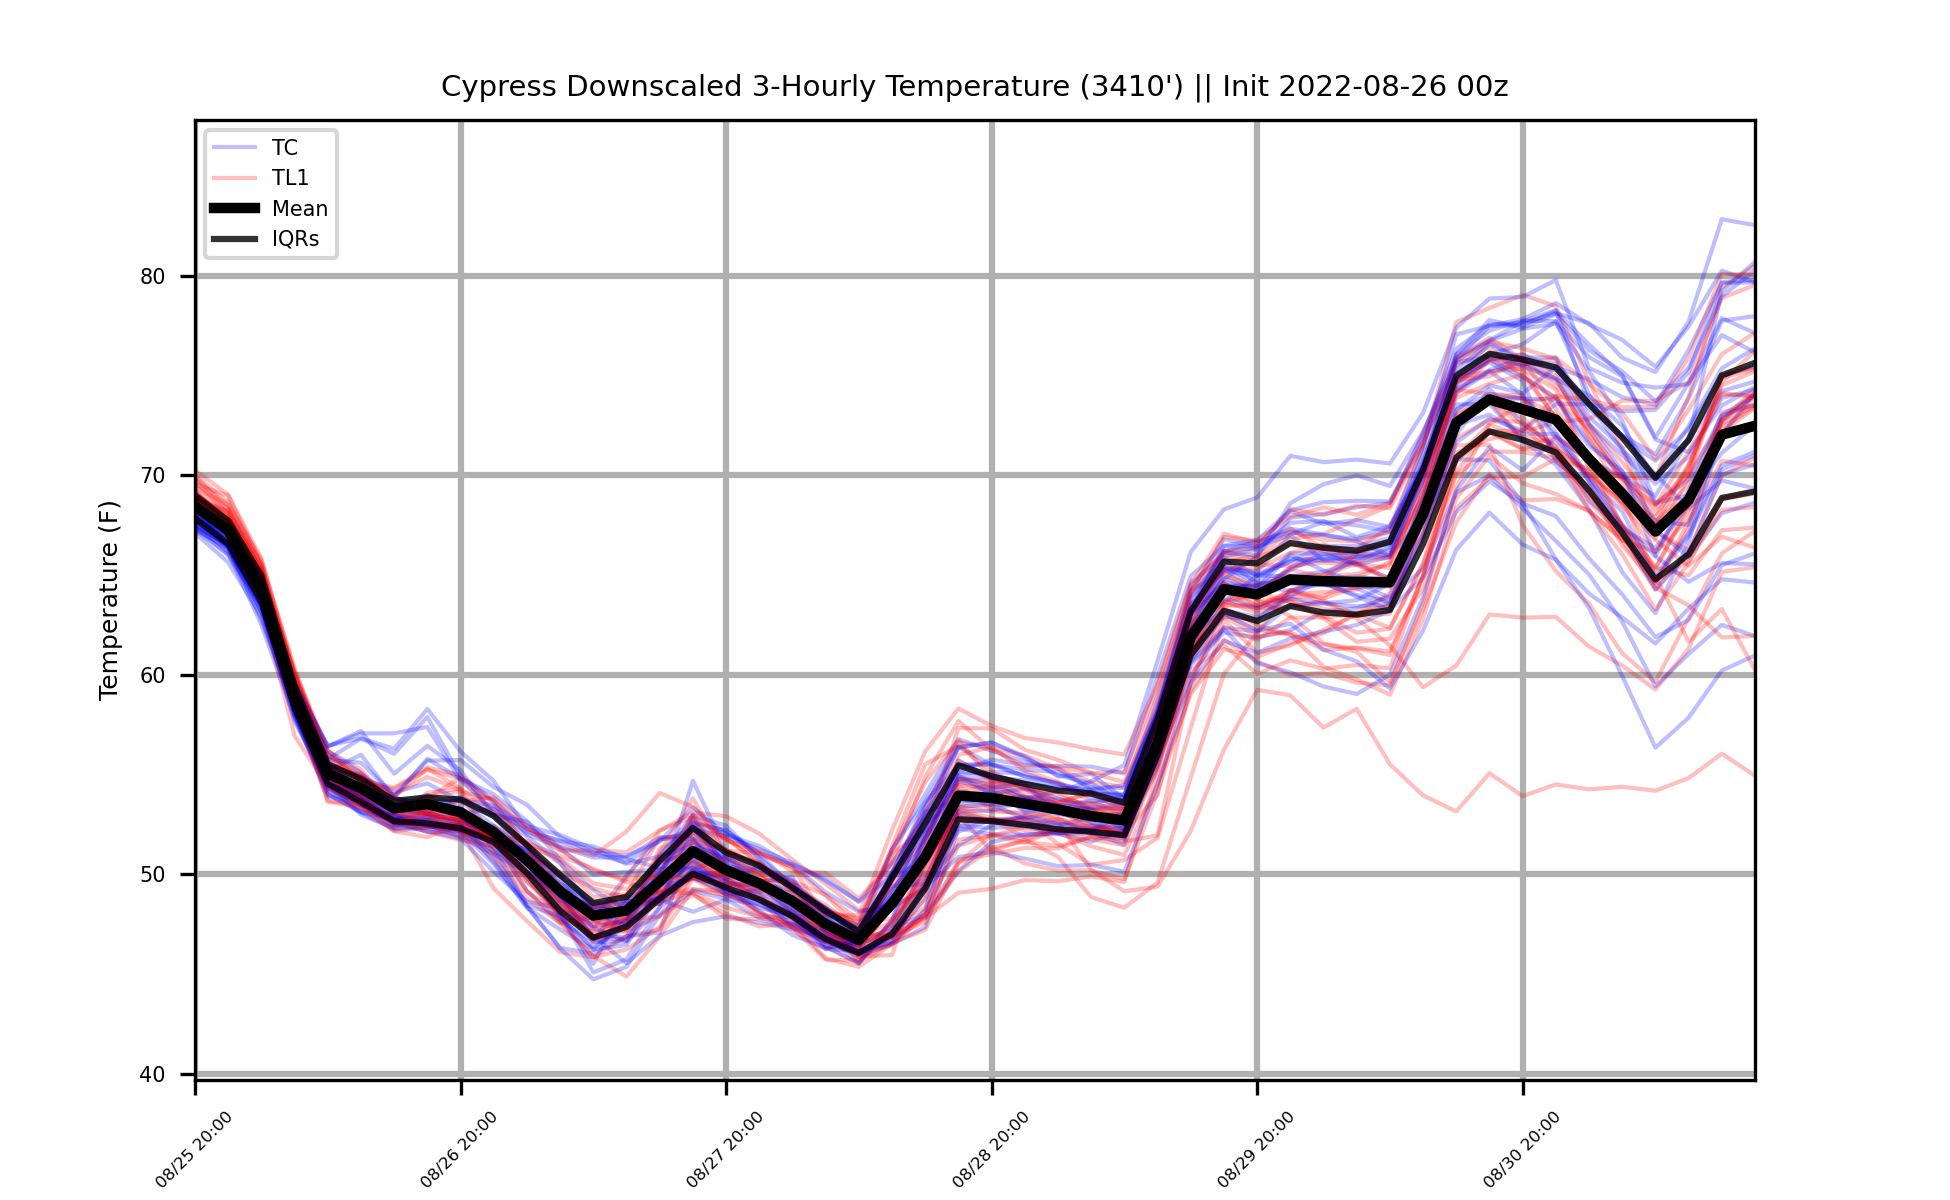 Cypress Downscaled 3-Hourly Temperature (3410') || Init 2022-08-26 00z
TC
TL1
Mean
IQRs
Temperature (F)
80
70
60
50
40
08/25 20:00
08/26 20:00
08/27 20:00
08/28 20:00
08/29 20:00
08/30 20:00